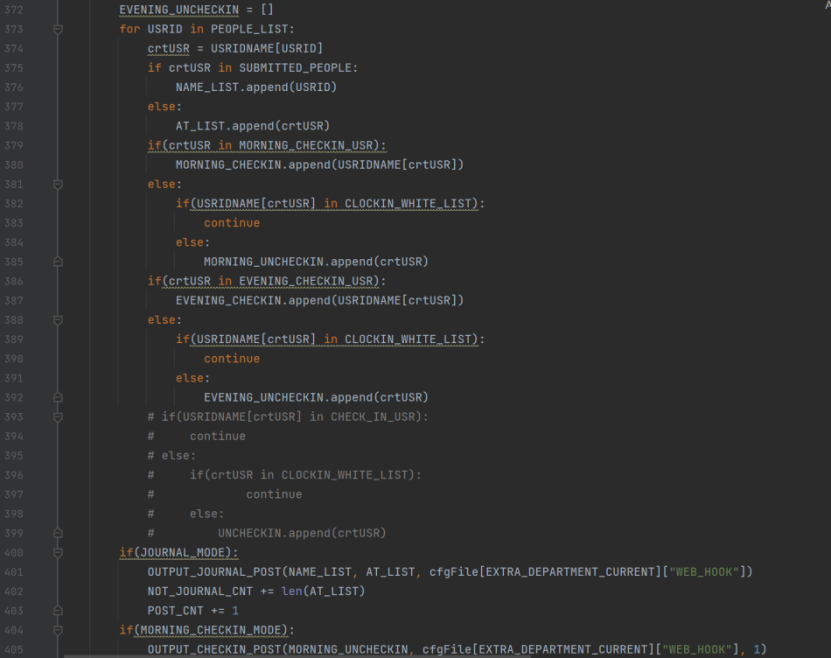 372 EVENING_UNCHECKIN = []
373 for USRID in PEOPLE_LIST:
374     crtUSR = USRIDNAME[USRID]
375     if crtUSR in SUBMITTED_PEOPLE:
376         NAME_LIST.append(USRID)
377     else:
378         AT_LIST.append(crtUSR)
379     if(crtUSR in MORNING_CHECKIN_USR):
380         MORNING_CHECKIN.append(USRIDNAME[crtUSR])
381     else:
382         if(USRIDNAME[crtUSR] in CLOCKIN_WHITE_LIST):
383             continue
384         else:
385             MORNING_UNCHECKIN.append(crtUSR)
386     if(crtUSR in EVENING_CHECKIN_USR):
387         EVENING_CHECKIN.append(USRIDNAME[crtUSR])
388     else:
389         if(USRIDNAME[crtUSR] in CLOCKIN_WHITE_LIST):
390             continue
391         else:
392             EVENING_UNCHECKIN.append(crtUSR)
393     # if(USRIDNAME[crtUSR] in CHECK_IN_USR):
394     #     continue
395     # else:
396     #     if(crtUSR in CLOCKIN_WHITE_LIST):
397     #             continue
398     #     else:
399     #         UNCHECKIN.append(crtUSR)
400 if(JOURNAL_MODE):
401     OUTPUT_JOURNAL_POST(NAME_LIST, AT_LIST, cfgFile[EXTRA_DEPARTMENT_CURRENT]["WEB_HOOK"])
402     NOT_JOURNAL_CNT += len(AT_LIST)
403     POST_CNT += 1
404 if(MORNING_CHECKIN_MODE):
405     OUTPUT_CHECKIN_POST(MORNING_UNCHECKIN, cfgFile[EXTRA_DEPARTMENT_CURRENT]["WEB_HOOK"], 1)